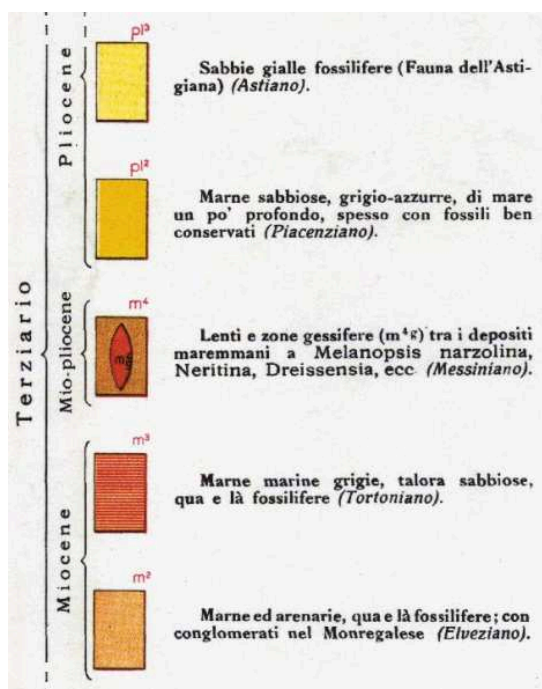 Terziario
Pliocene
pl³
Sabbie gialle fossilifere (Fauna dell'Asti-
giana) (Astiano).
pl²
Marne sabbiose, grigio-azzurre, di mare
un po' profondo, spesso con fossili ben
conservati (Piacenziano).
Mio-pliocene
m⁴
m⁴g
Lenti e zone gessifere (m⁴g) tra i depositi
maremmani a Melanopsis narzolina,
Neritina, Dreissensia, ecc (Messiniano).
Miocene
m³
Marne marine grigie, talora sabbiose,
qua e là fossilifere (Tortoniano).
m²
Marne ed arenarie, qua e là fossilifere; con
conglomerati nel Monregalese (Elveziano).